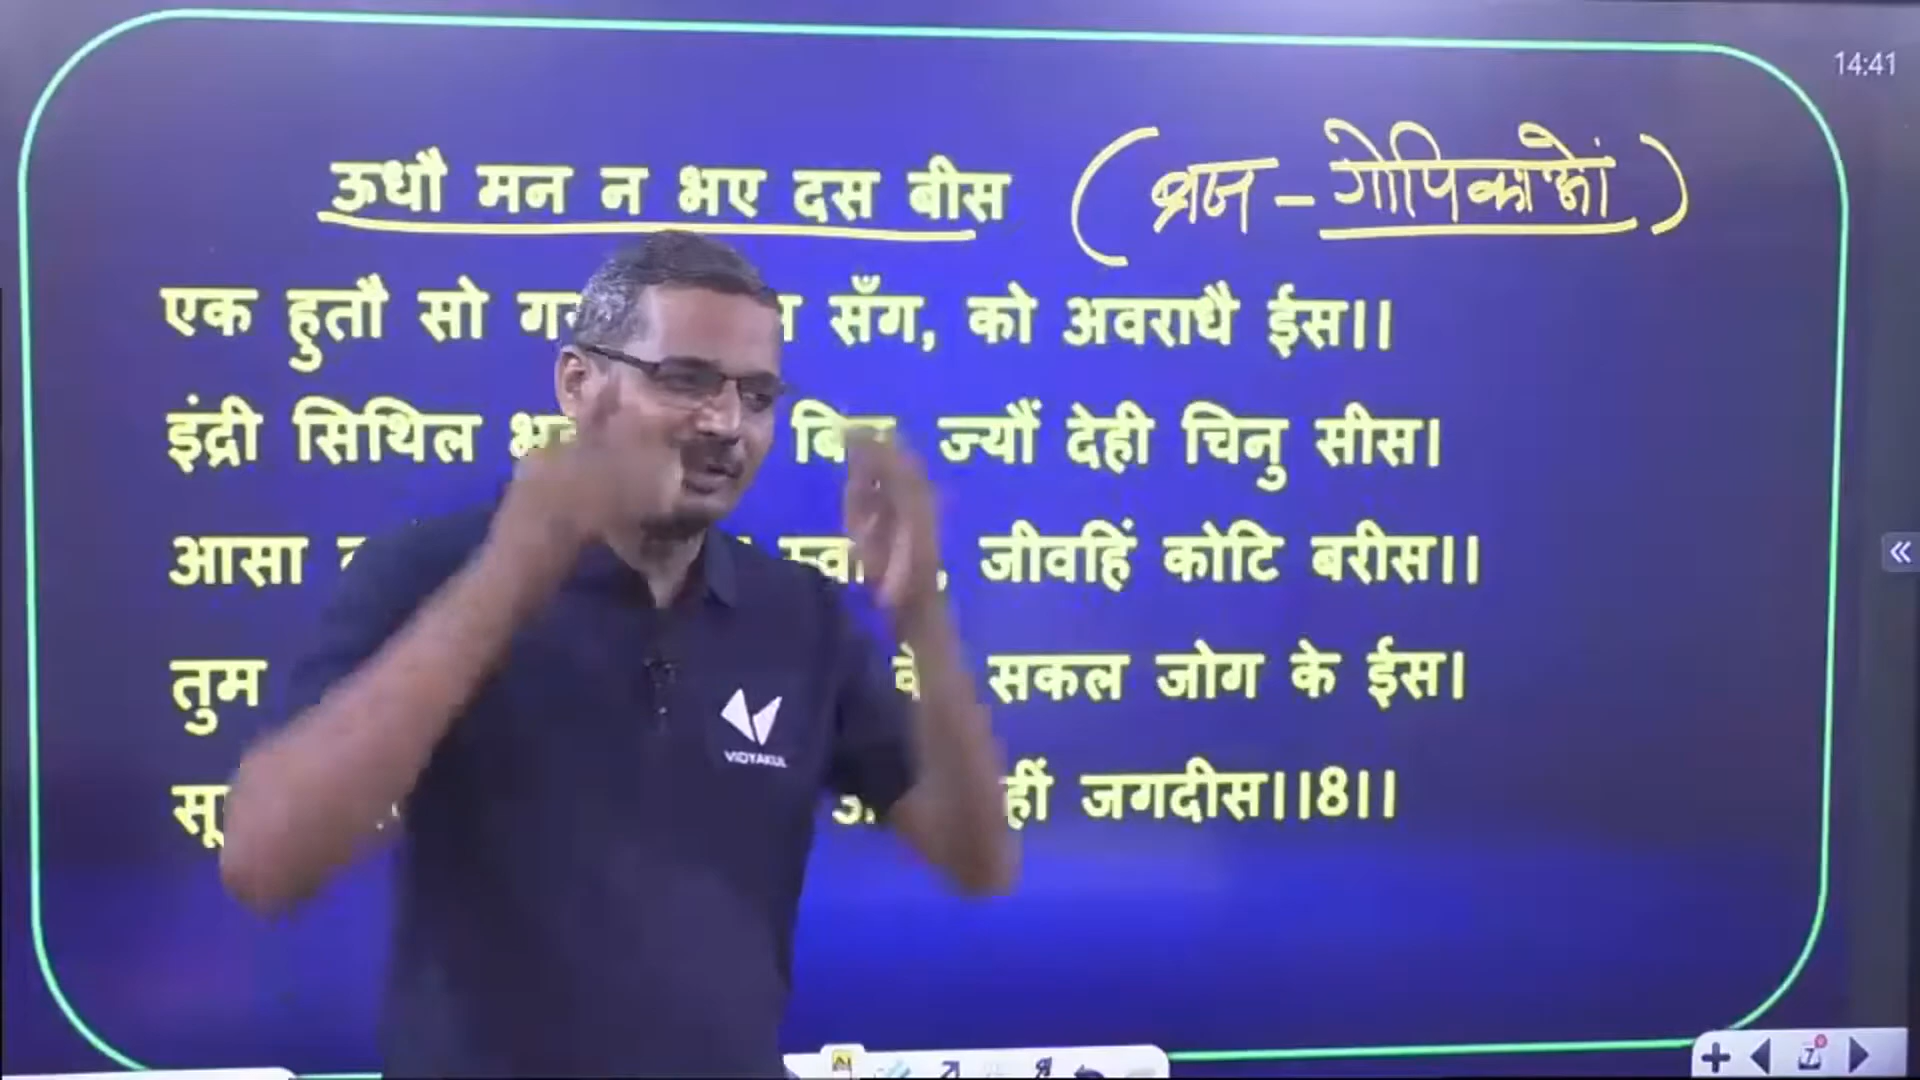 14:41
ऊधौ मन न भए दस बीस (ब्रज - गोपिकाओं)
एक हुतौ सो सँग, को अवराधै ईस।।
इंद्री सिथिल ज्यौं देही चिनु सीस।
आसा जीवहिं कोटि बरीस।।
तुम सकल जोग के ईस।
जगदीस।।8।।
VIDYAKUL